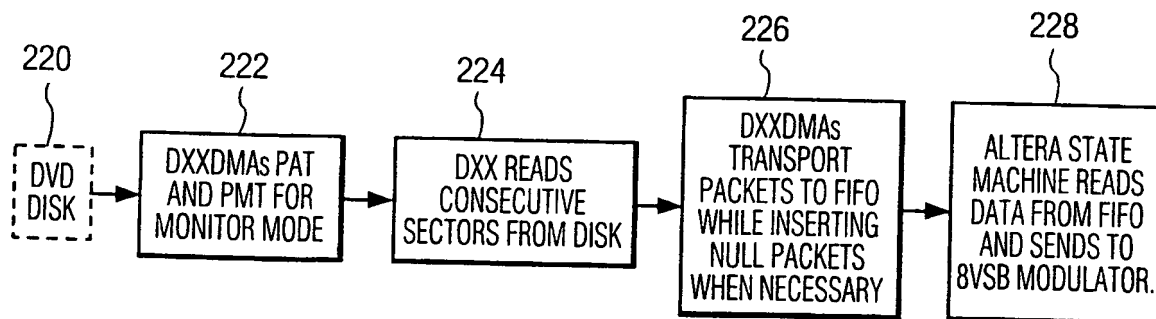 220
DVD
DISK
222
DXXDMAs PAT
AND PMT FOR
MONITOR MODE
224
DXX READS
CONSECUTIVE
SECTORS FROM DISK
226
DXXDMAs
TRANSPORT
PACKETS TO FIFO
WHILE INSERTING
NULL PACKETS
WHEN NECESSARY
228
ALTERA STATE
MACHINE READS
DATA FROM FIFO
AND SENDS TO
8VSB MODULATOR.